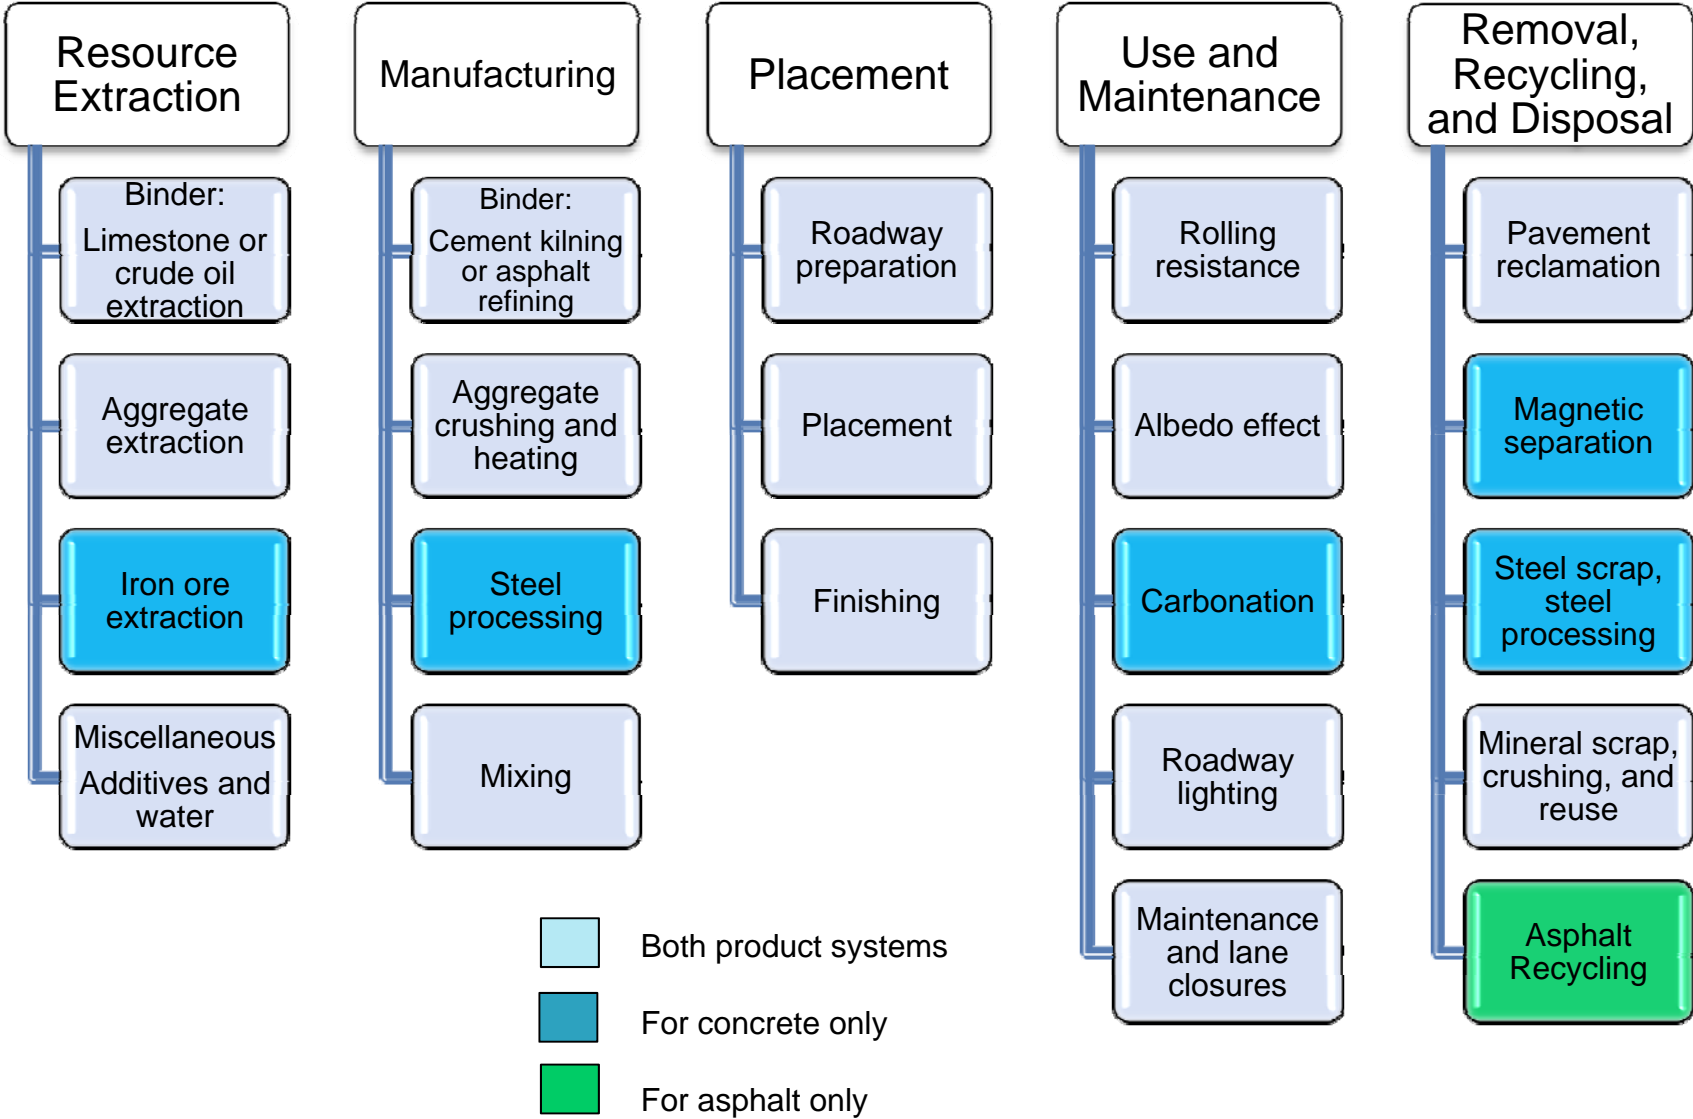 Resource
Extraction
Binder:
Limestone or
crude oil
extraction
Aggregate
extraction
Iron ore
extraction
Miscellaneous
Additives and
water
Manufacturing
Binder:
Cement kilning
or asphalt
refining
Aggregate
crushing and
heating
Steel
processing
Mixing
Placement
Roadway
preparation
Placement
Finishing
Use and
Maintenance
Rolling
resistance
Albedo effect
Carbonation
Roadway
lighting
Maintenance
and lane
closures
Removal,
Recycling,
and Disposal
Pavement
reclamation
Magnetic
separation
Steel scrap,
steel
processing
Mineral scrap,
crushing, and
reuse
Asphalt
Recycling
Both product systems
For concrete only
For asphalt only